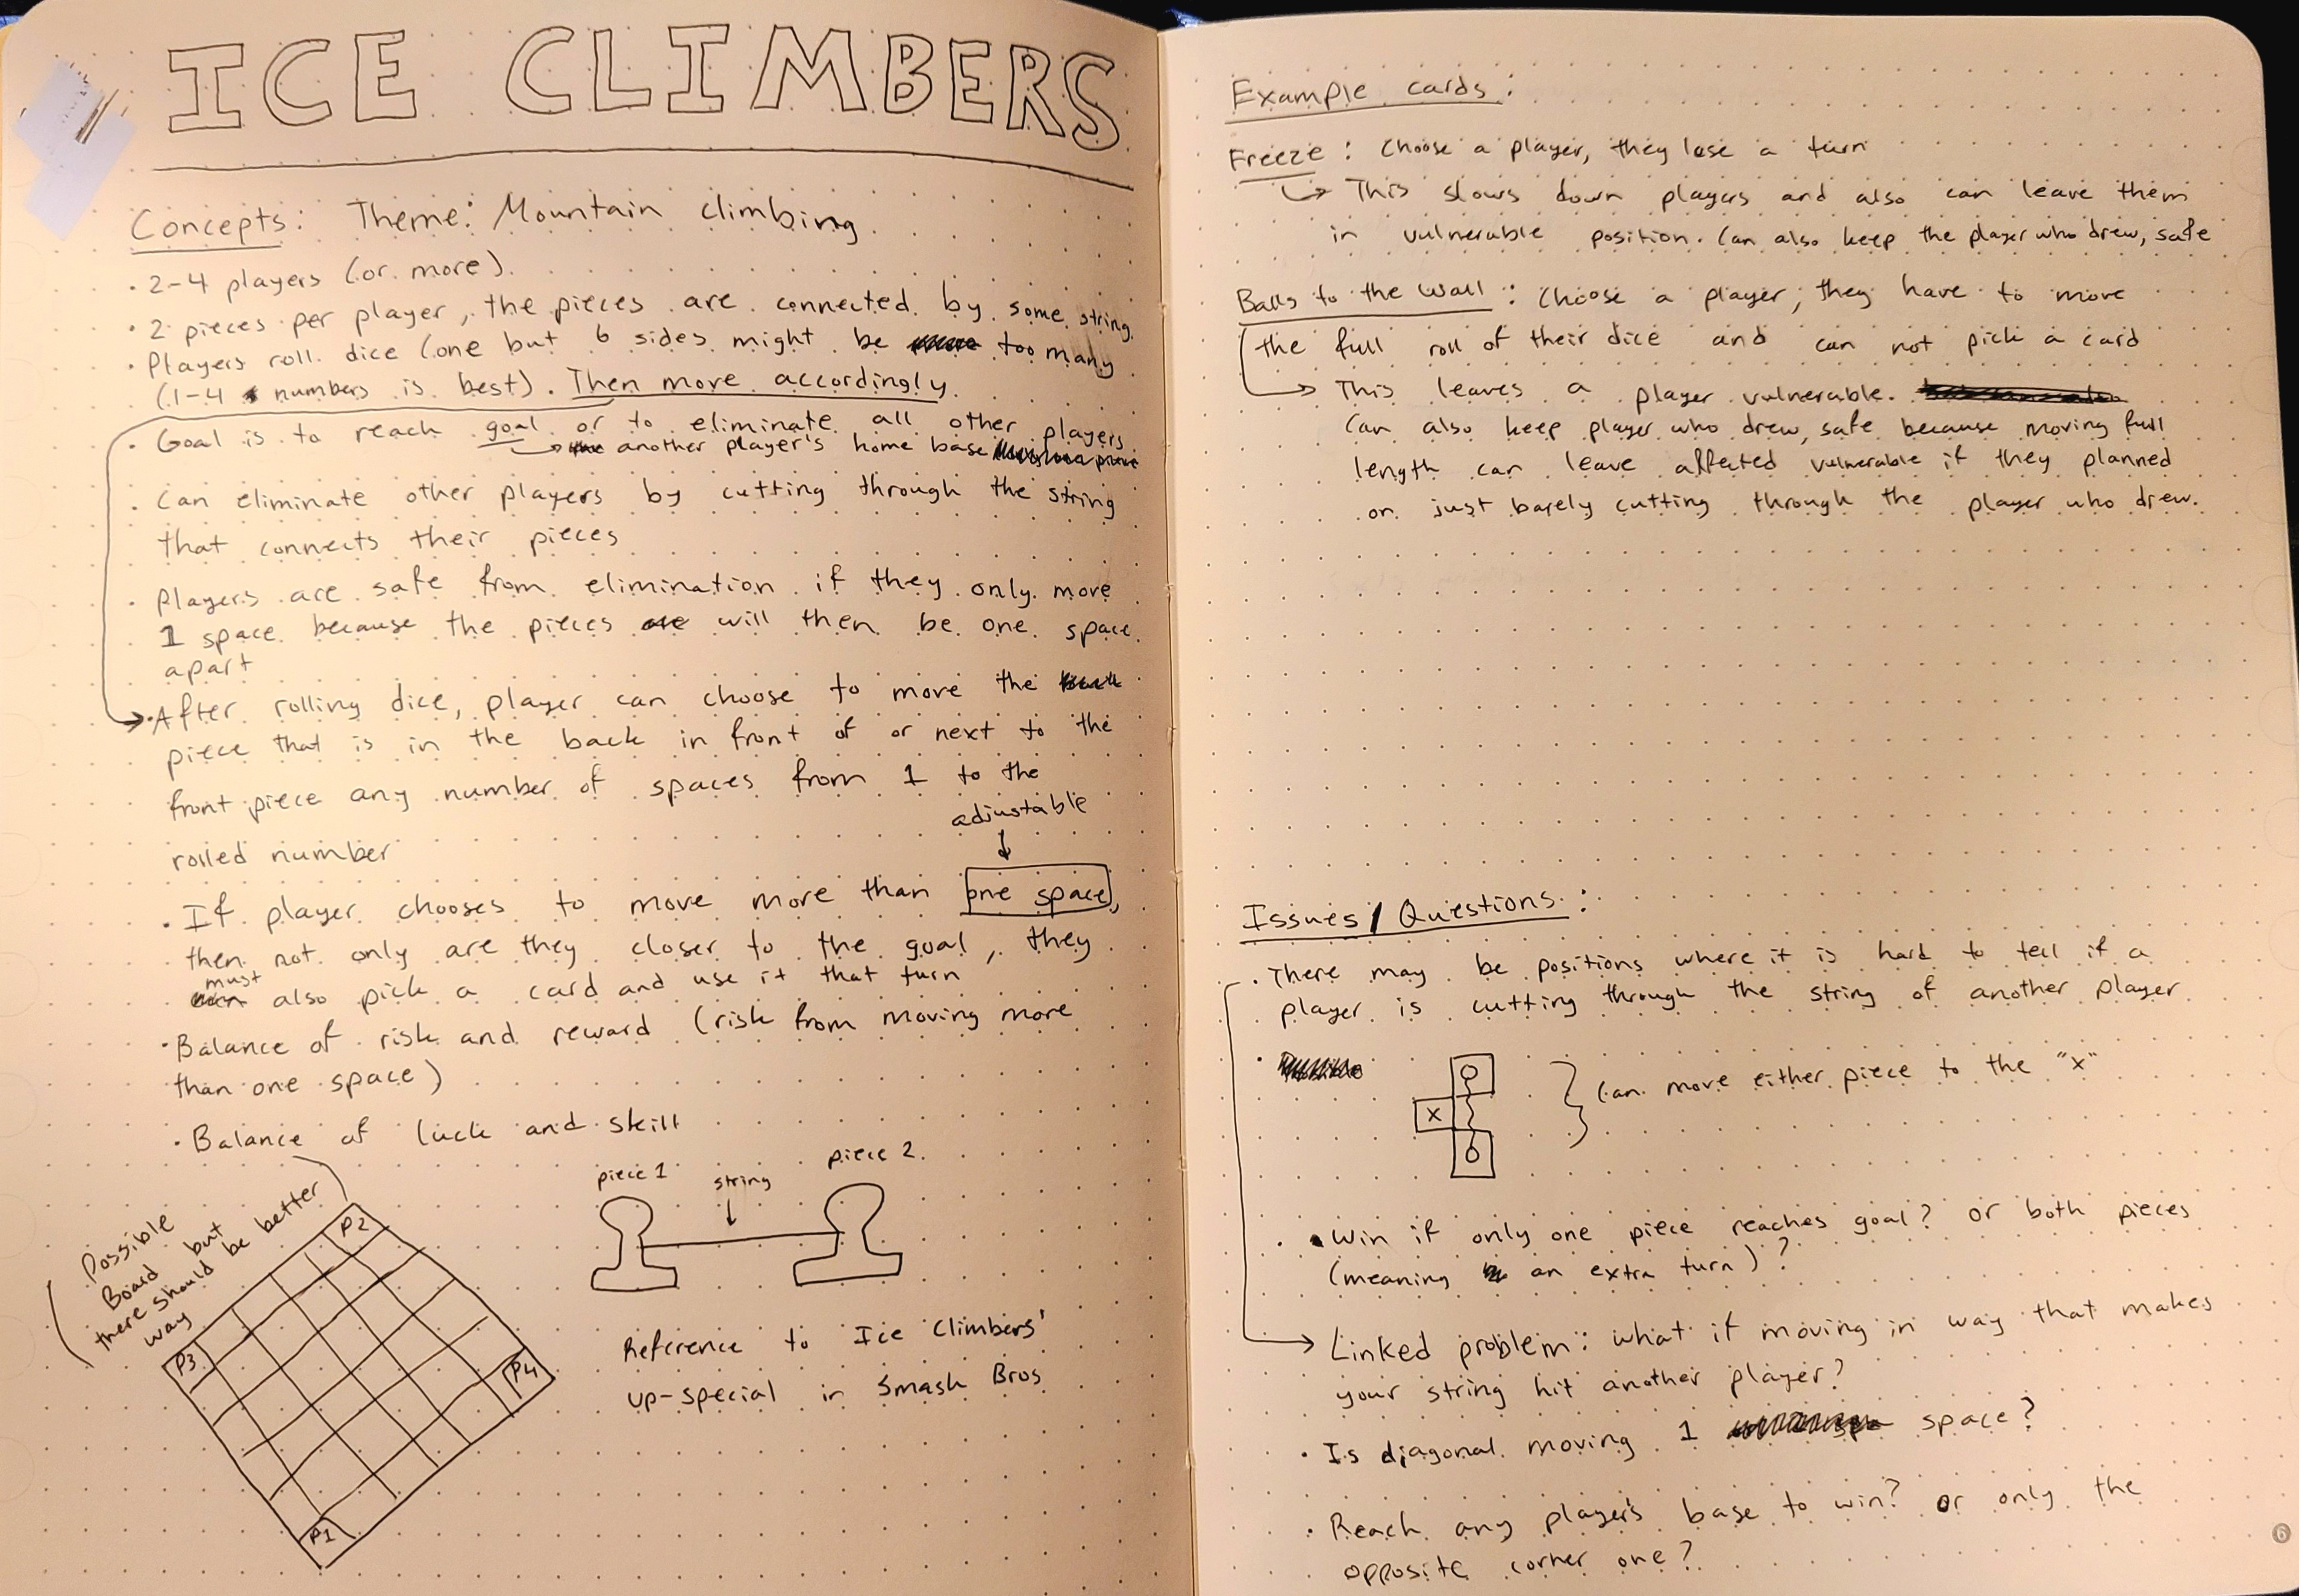 ICE CLIMBERS
Concepts: Theme: Mountain climbing
• 2-4 players (or more).
• 2 pieces per player, the pieces are connected by some string
• Players roll dice (one but 6 sides might be too many
(1-4 numbers is best). Then move accordingly.
• Goal is to reach goal or to eliminate all other players
another player's home base
• Can eliminate other players by cutting through the string
that connects their pieces
• Players are safe from elimination if they only move
1 space because the pieces will then be one space
apart
• After rolling dice, player can choose to move the
piece that is in the back in front of or next to the
front piece any number of spaces from 1 to the
adjustable
rolled number
• If player chooses to move more than one space,
then not only are they closer to the goal, they
must
also pick a card and use it that turn
• Balance of risk and reward (risk from moving more
than one space)
• Balance of luck and skill
Possible
Board but
there should be better
way
P2
P3
P4
P1
piece 1
string
piece 2
Reference to Ice Climbers'
up-special in Smash Bros
Example cards:
Freeze: Choose a player, they lose a turn
This slows down players and also can leave them
in vulnerable position. Can also keep the player who drew, safe
Balls to the Wall: Choose a player, they have to move
the full roll of their dice and can not pick a card
This leaves a player vulnerable.
Can also keep player who drew, safe because moving full
length can leave affected vulnerable if they planned
on just barely cutting through the player who drew.
Issues/Questions:
• There may be positions where it is hard to tell if a
player is cutting through the string of another player
X
Can move either piece to the "x"
• Win if only one piece reaches goal? or both pieces
(meaning an extra turn)?
Linked problem: what if moving in way that makes
your string hit another player?
• Is diagonal moving 1 space?
• Reach any player's base to win? or only the
opposite corner one?
6